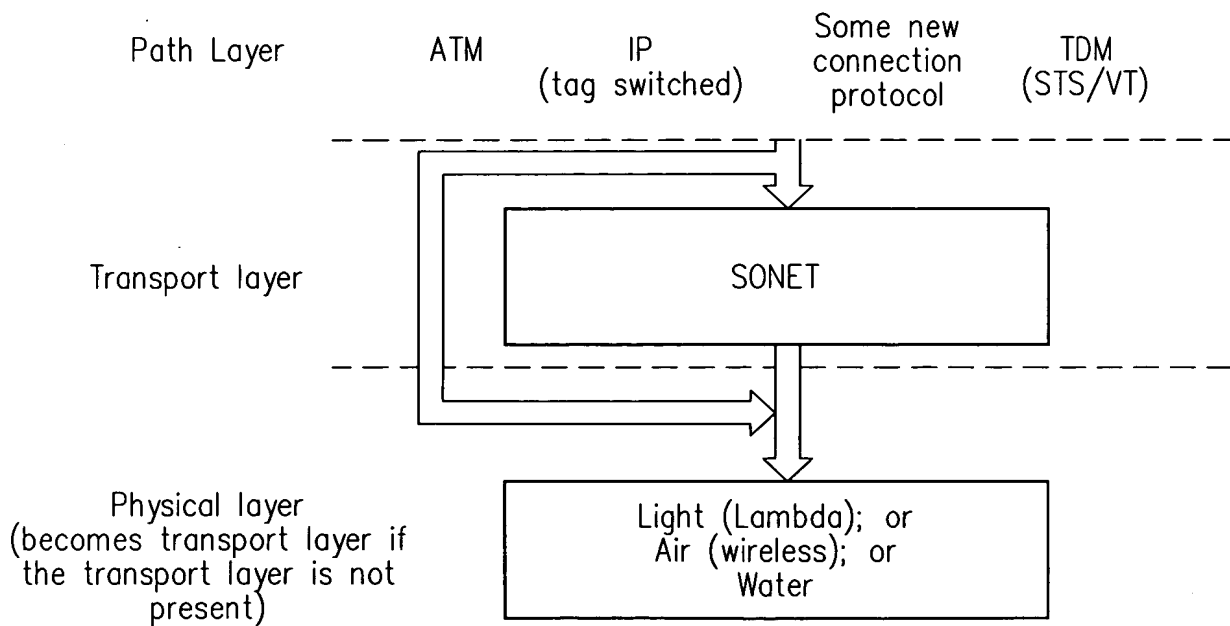 Path Layer
ATM
IP
(tag switched)
Some new
connection
protocol
TDM
(STS/VT)
Transport layer
SONET
Physical layer
(becomes transport layer if
the transport layer is not
present)
Light (Lambda); or
Air (wireless); or
Water